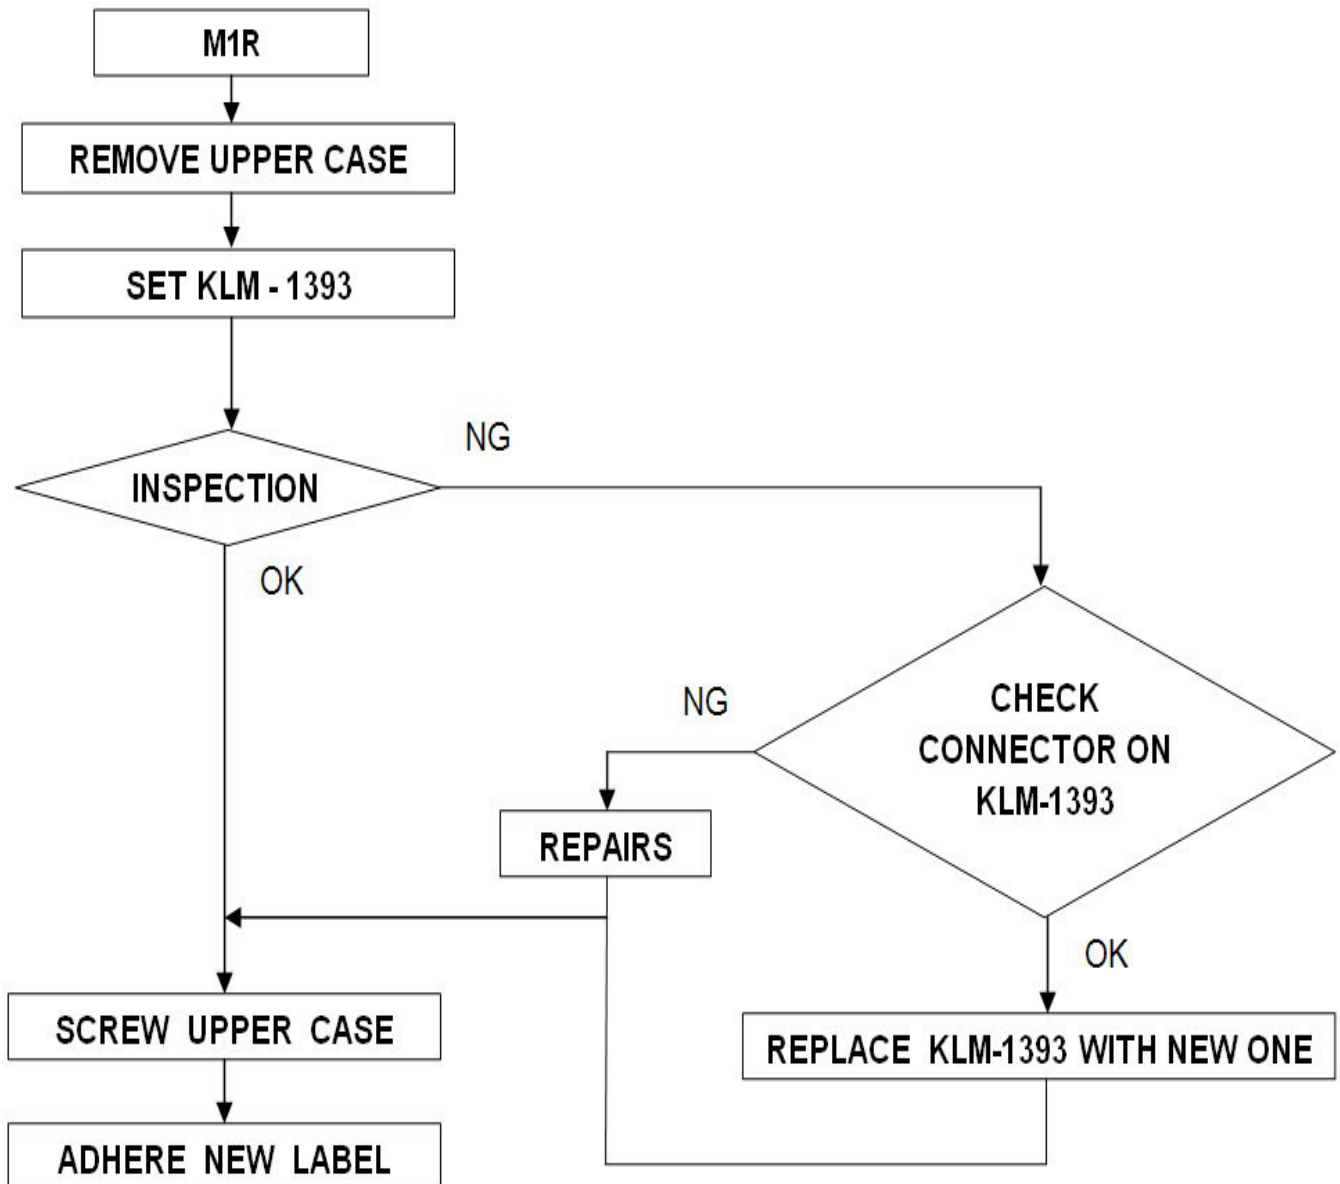 M1R
REMOVE UPPER CASE
SET KLM - 1393
NG
INSPECTION
OK
CHECK
CONNECTOR ON
KLM-1393
NG
REPAIRS
OK
SCREW UPPER CASE
REPLACE KLM-1393 WITH NEW ONE
ADHERE NEW LABEL